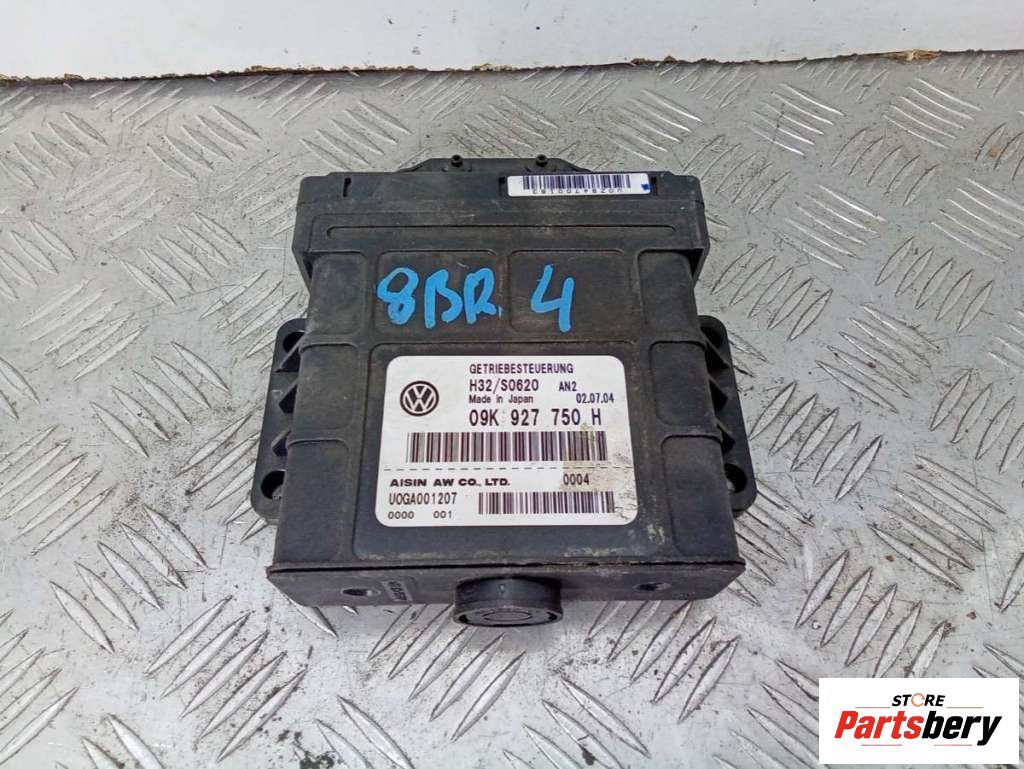 8BR. 4
GETRIEBESTEUERUNG
H32/S0620 AN2
Made in Japan 02.07.04
09K 927 750 H
AISIN AW CO., LTD. 0004
UOGA001207
0000 001
STORE
Partsbery